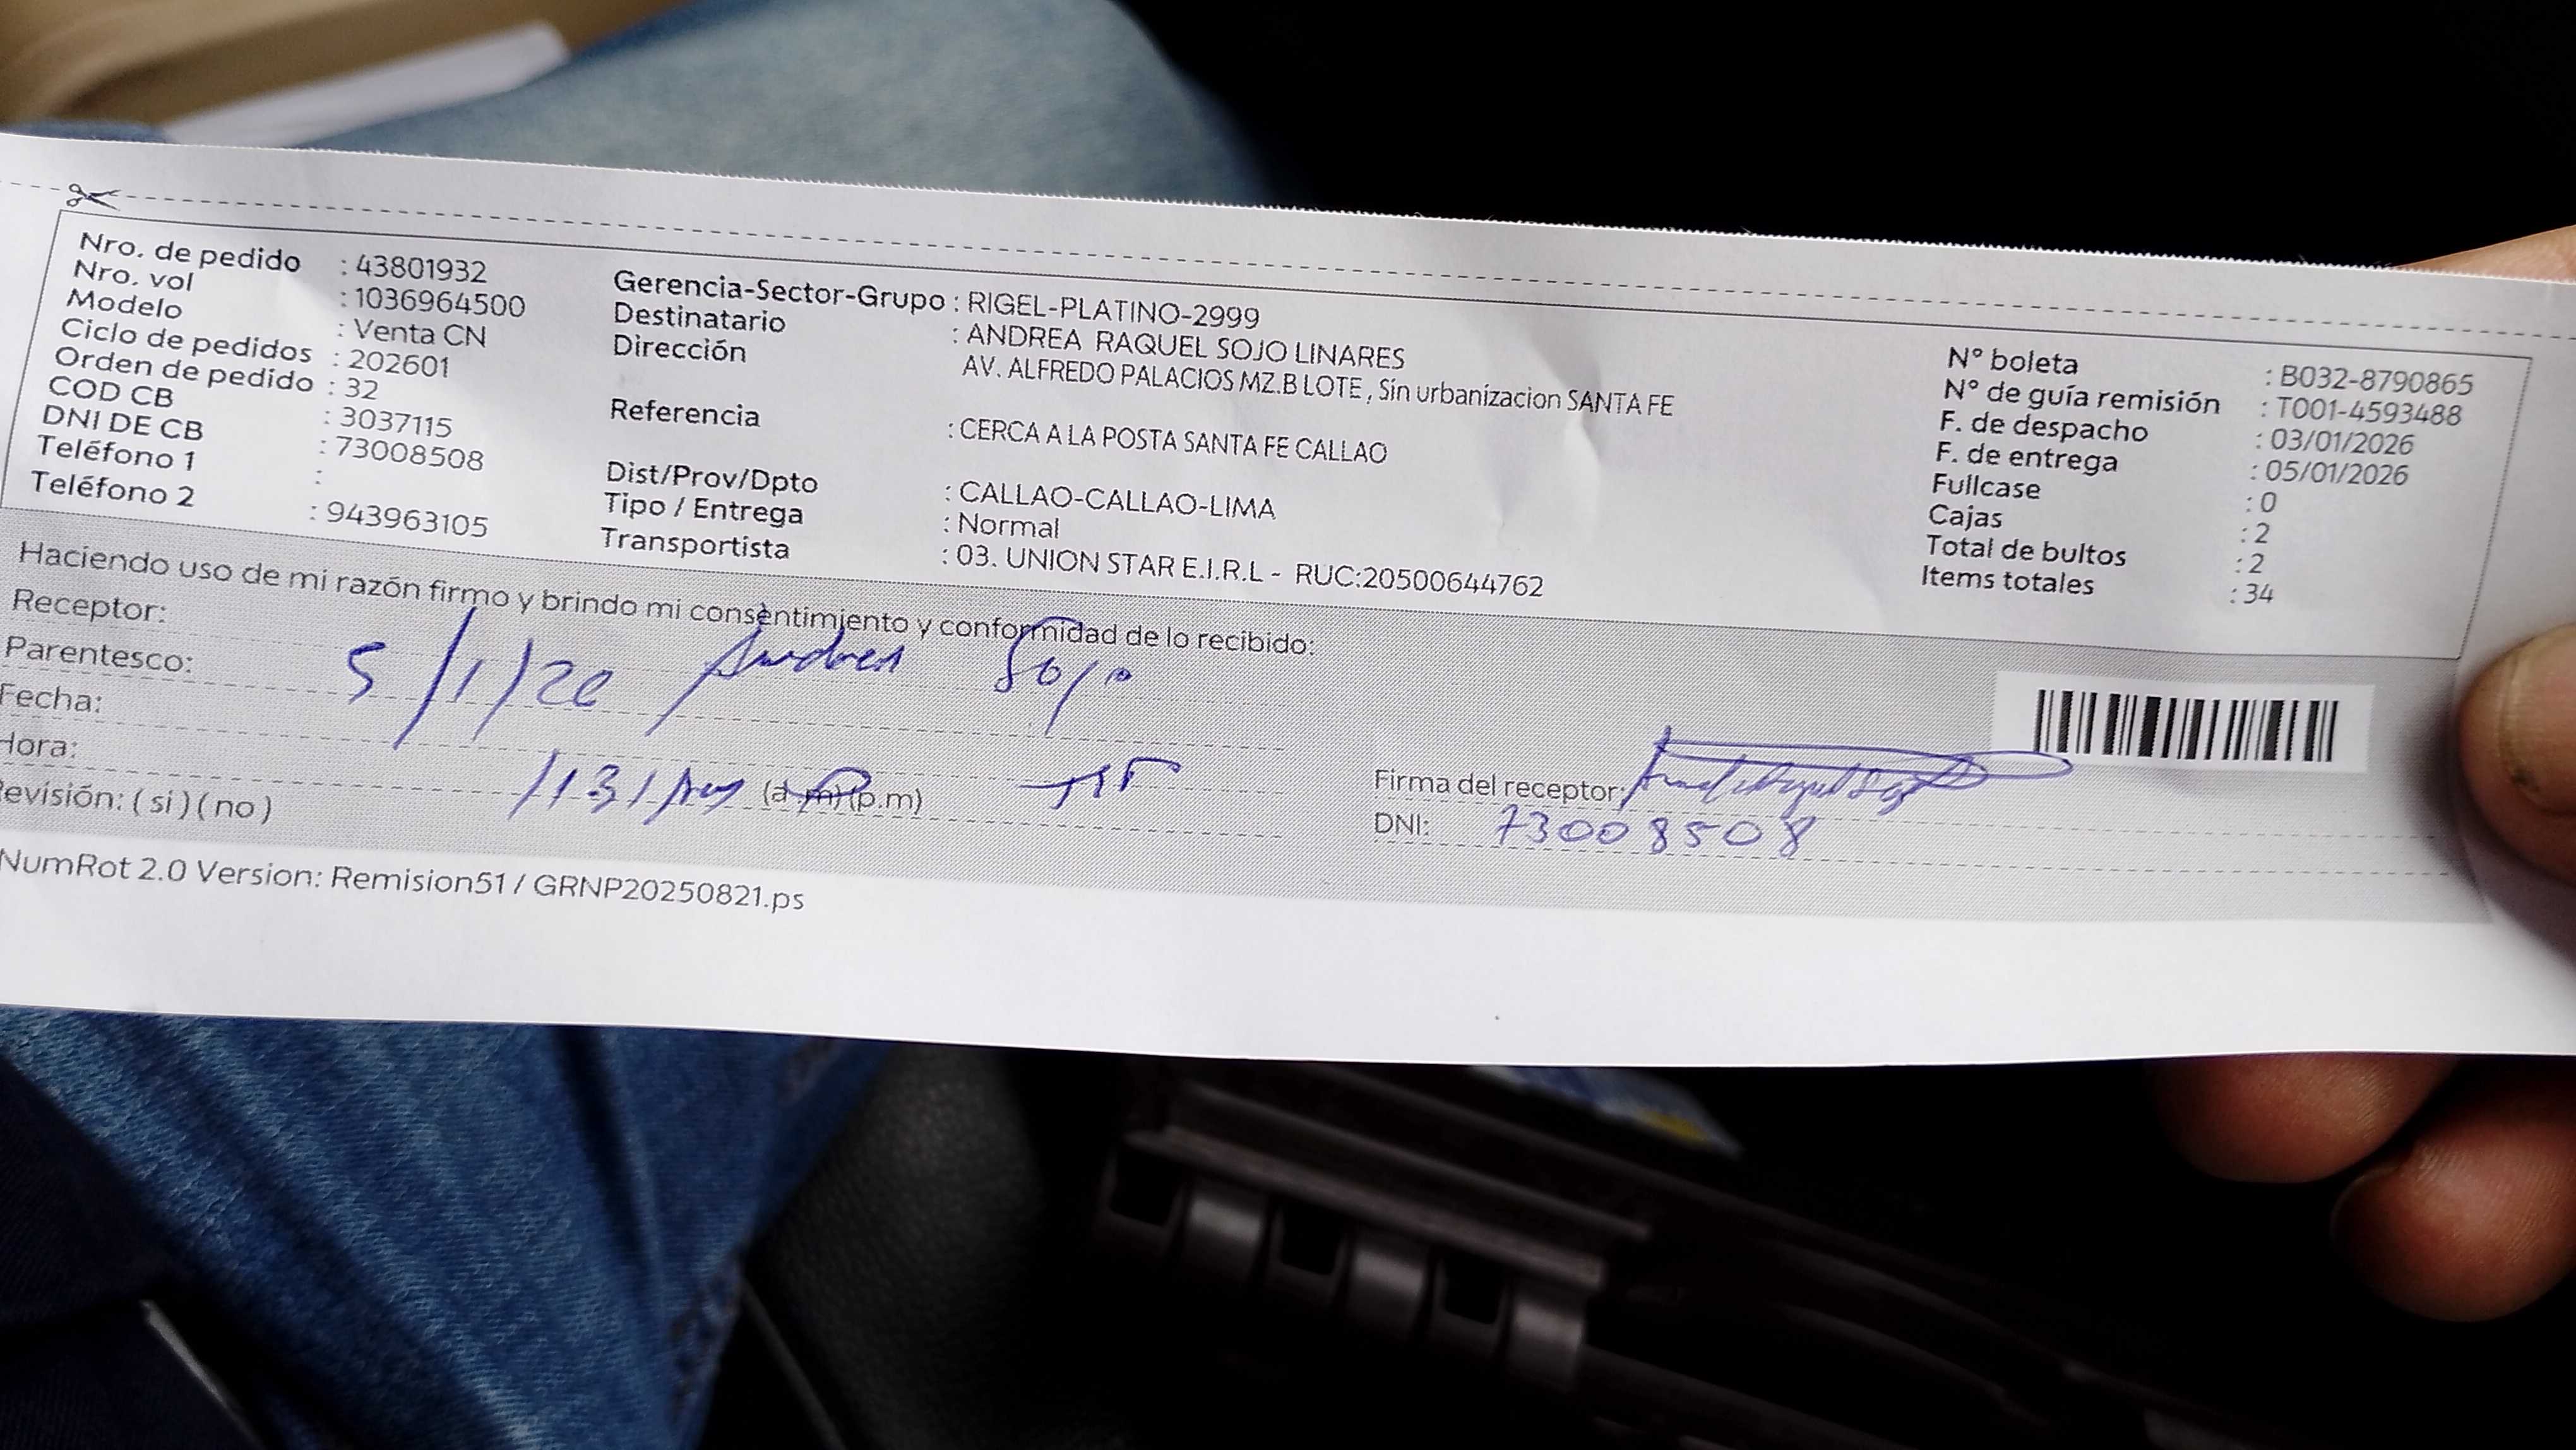 Nro. de pedido : 43801932
Nro. vol : 1036964500
Modelo : Venta CN
Ciclo de pedidos : 202601
Orden de pedido : 32
COD CB : 3037115
DNI DE CB : 73008508
Teléfono 1 :
Teléfono 2 : 943963105
Gerencia-Sector-Grupo : RIGEL-PLATINO-2999
Destinatario : ANDREA RAQUEL SOJO LINARES
Dirección AV. ALFREDO PALACIOS MZ.B LOTE , Sin urbanizacion SANTA FE
Referencia : CERCA A LA POSTA SANTA FE CALLAO
Dist/Prov/Dpto : CALLAO-CALLAO-LIMA
Tipo / Entrega : Normal
Transportista : 03. UNION STAR E.I.R.L - RUC:20500644762
N° boleta : B032-8790865
N° de guía remisión : T001-4593488
F. de despacho : 03/01/2026
F. de entrega : 05/01/2026
Fullcase : 0
Cajas : 2
Total de bultos : 2
Items totales : 34
Haciendo uso de mi razón firmo y brindo mi consentimiento y conformidad de lo recibido:
Receptor:
Parentesco: 5/1/26 Andrea Sojo
Fecha:
Hora: (a.m)(p.m)
Revisión: ( si ) ( no )
Firma del receptor:
DNI: 73008508
NumRot 2.0 Version: Remision51 / GRNP20250821.ps